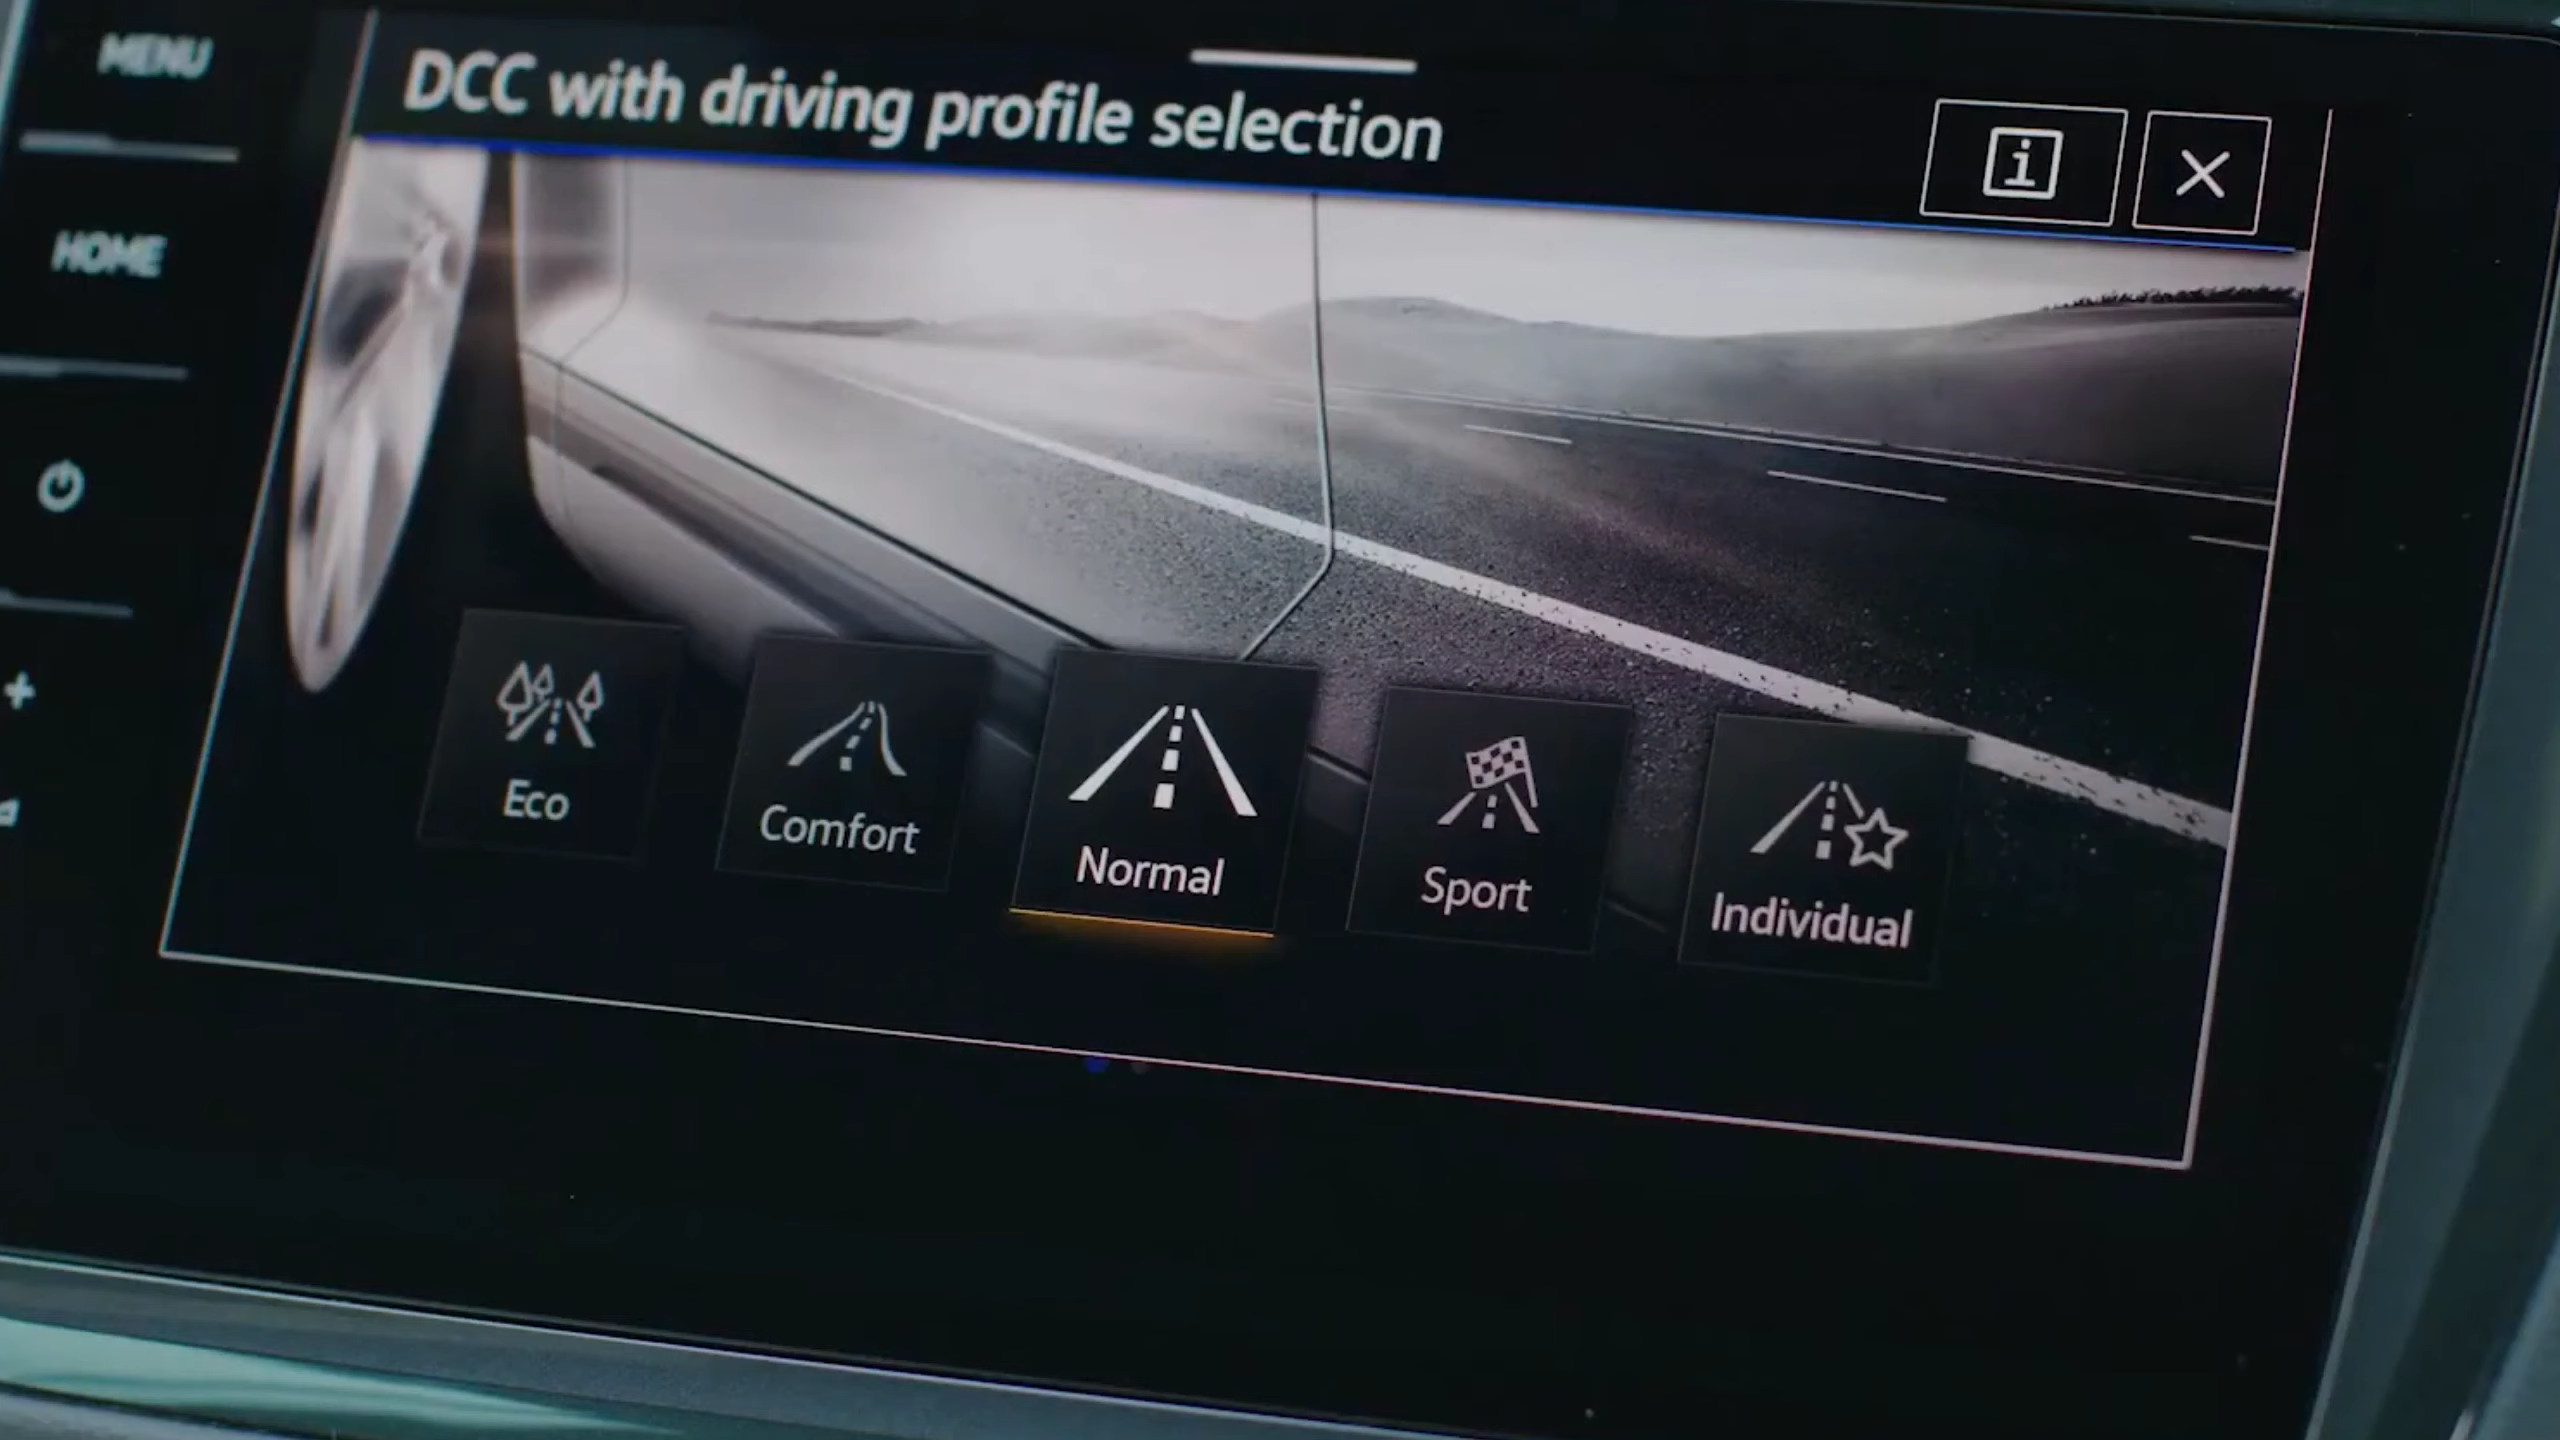 MENU
DCC with driving profile selection
HOME
Eco
Comfort
Normal
Sport
Individual